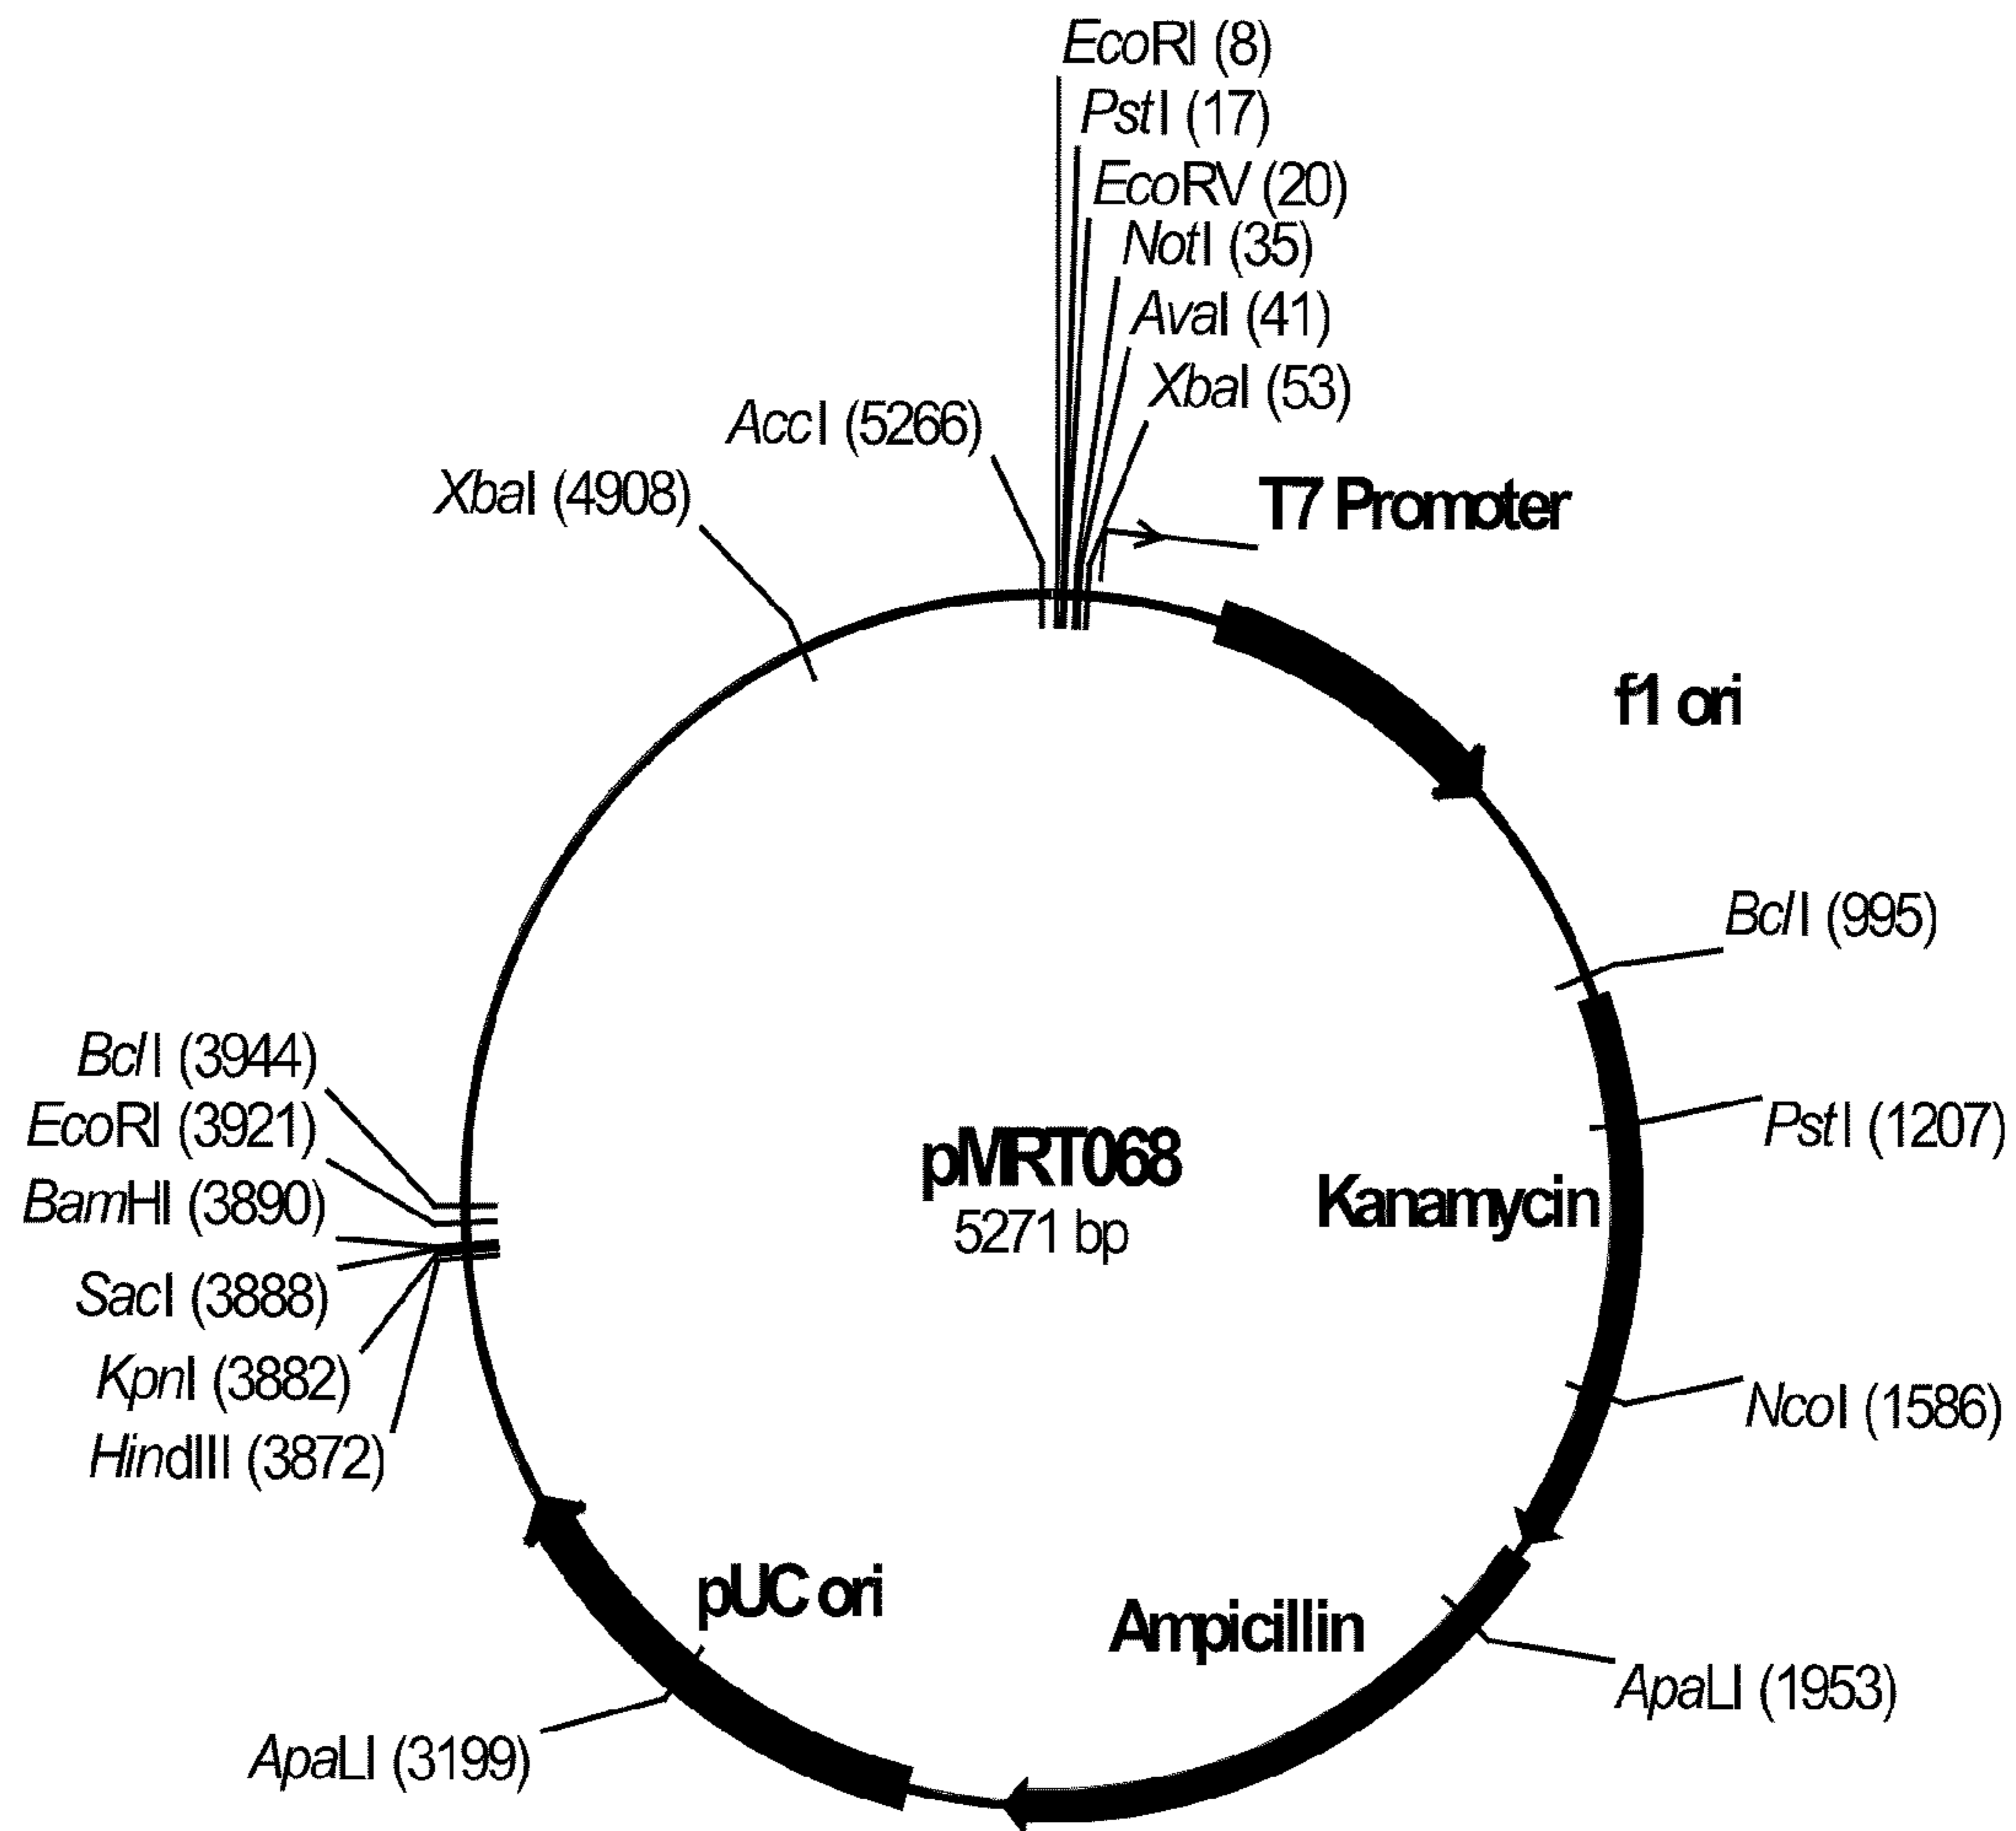 EcoRI (8)
PstI (17)
EcoRV (20)
NotI (35)
AvaI (41)
XbaI (53)
AccI (5266)
XbaI (4908)
T7 Promoter
f1 ori
BclI (995)
BclI (3944)
EcoRI (3921)
BamHI (3890)
SacI (3888)
KpnI (3882)
HindIII (3872)
pMRT068
5271 bp
PstI (1207)
Kanamycin
NcoI (1586)
pUC ori
Ampicillin
ApaLI (1953)
ApaLI (3199)